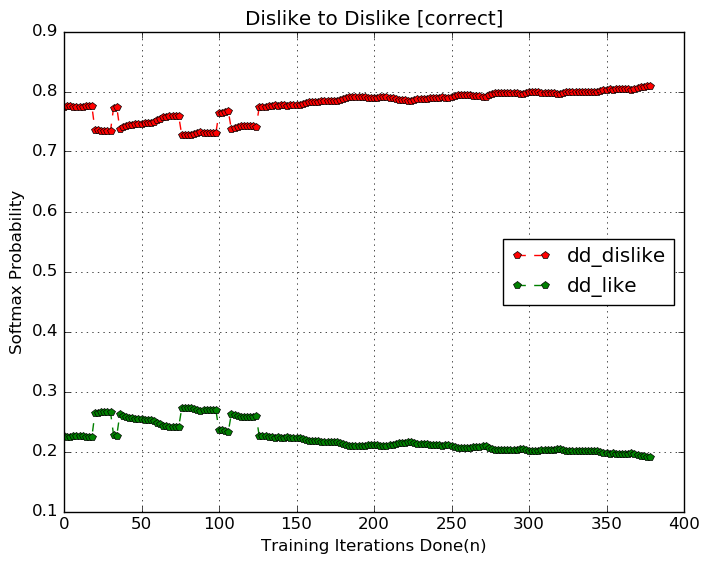 Dislike to Dislike [correct]
0.9
0.8
0.7
0.6
0.5
0.4
0.3
0.2
0.1
Softmax Probability
dd_dislike
dd_like
0 50 100 150 200 250 300 350 400
Training Iterations Done(n)